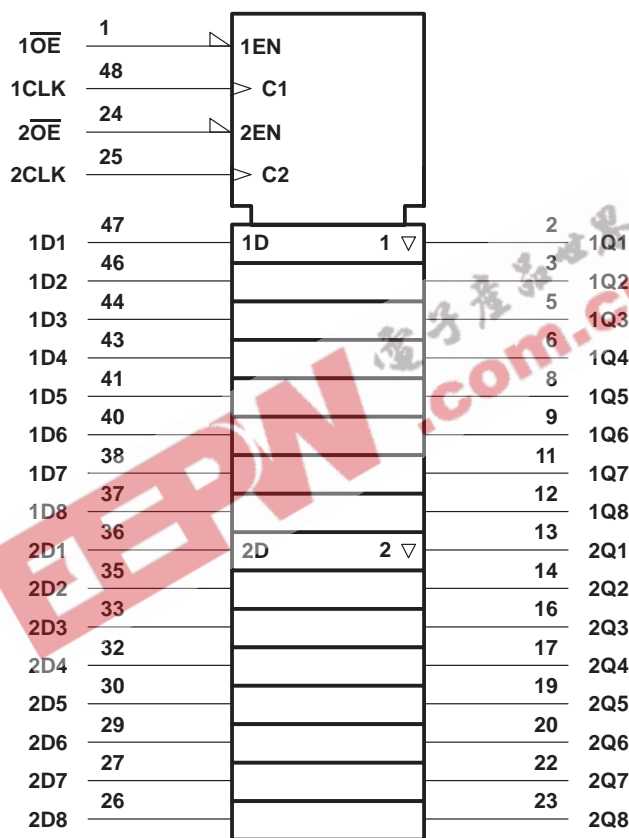 1OE 1 1EN
1CLK 48 C1
2OE 24 2EN
2CLK 25 C2
1D1 47 1D 1 ▽ 2 1Q1
1D2 46 3 1Q2
1D3 44 5 1Q3
1D4 43 6 1Q4
1D5 41 8 1Q5
1D6 40 9 1Q6
1D7 38 11 1Q7
1D8 37 12 1Q8
2D1 36 2D 2 ▽ 13 2Q1
2D2 35 14 2Q2
2D3 33 16 2Q3
2D4 32 17 2Q4
2D5 30 19 2Q5
2D6 29 20 2Q6
2D7 27 22 2Q7
2D8 26 23 2Q8
EEPW .com.c
電子產品世界